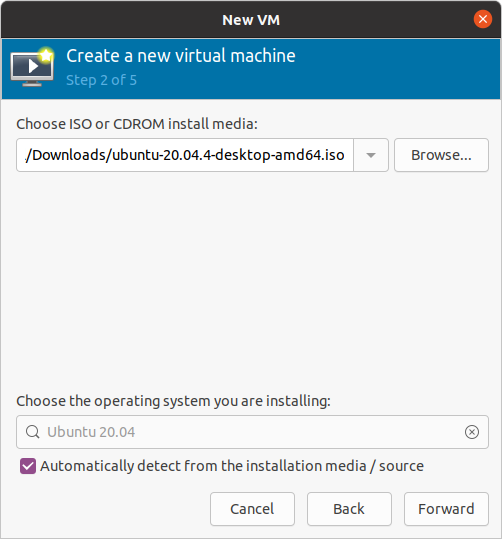 New VM
Create a new virtual machine
Step 2 of 5
Choose ISO or CDROM install media:
/Downloads/ubuntu-20.04.4-desktop-amd64.iso
Browse...
Choose the operating system you are installing:
Ubuntu 20.04
Automatically detect from the installation media / source
Cancel
Back
Forward